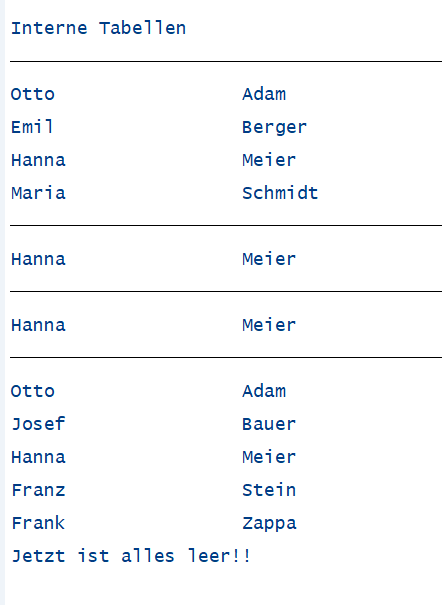 Interne Tabellen
Otto Adam
Emil Berger
Hanna Meier
Maria Schmidt
Hanna Meier
Hanna Meier
Otto Adam
Josef Bauer
Hanna Meier
Franz Stein
Frank Zappa
Jetzt ist alles leer!!